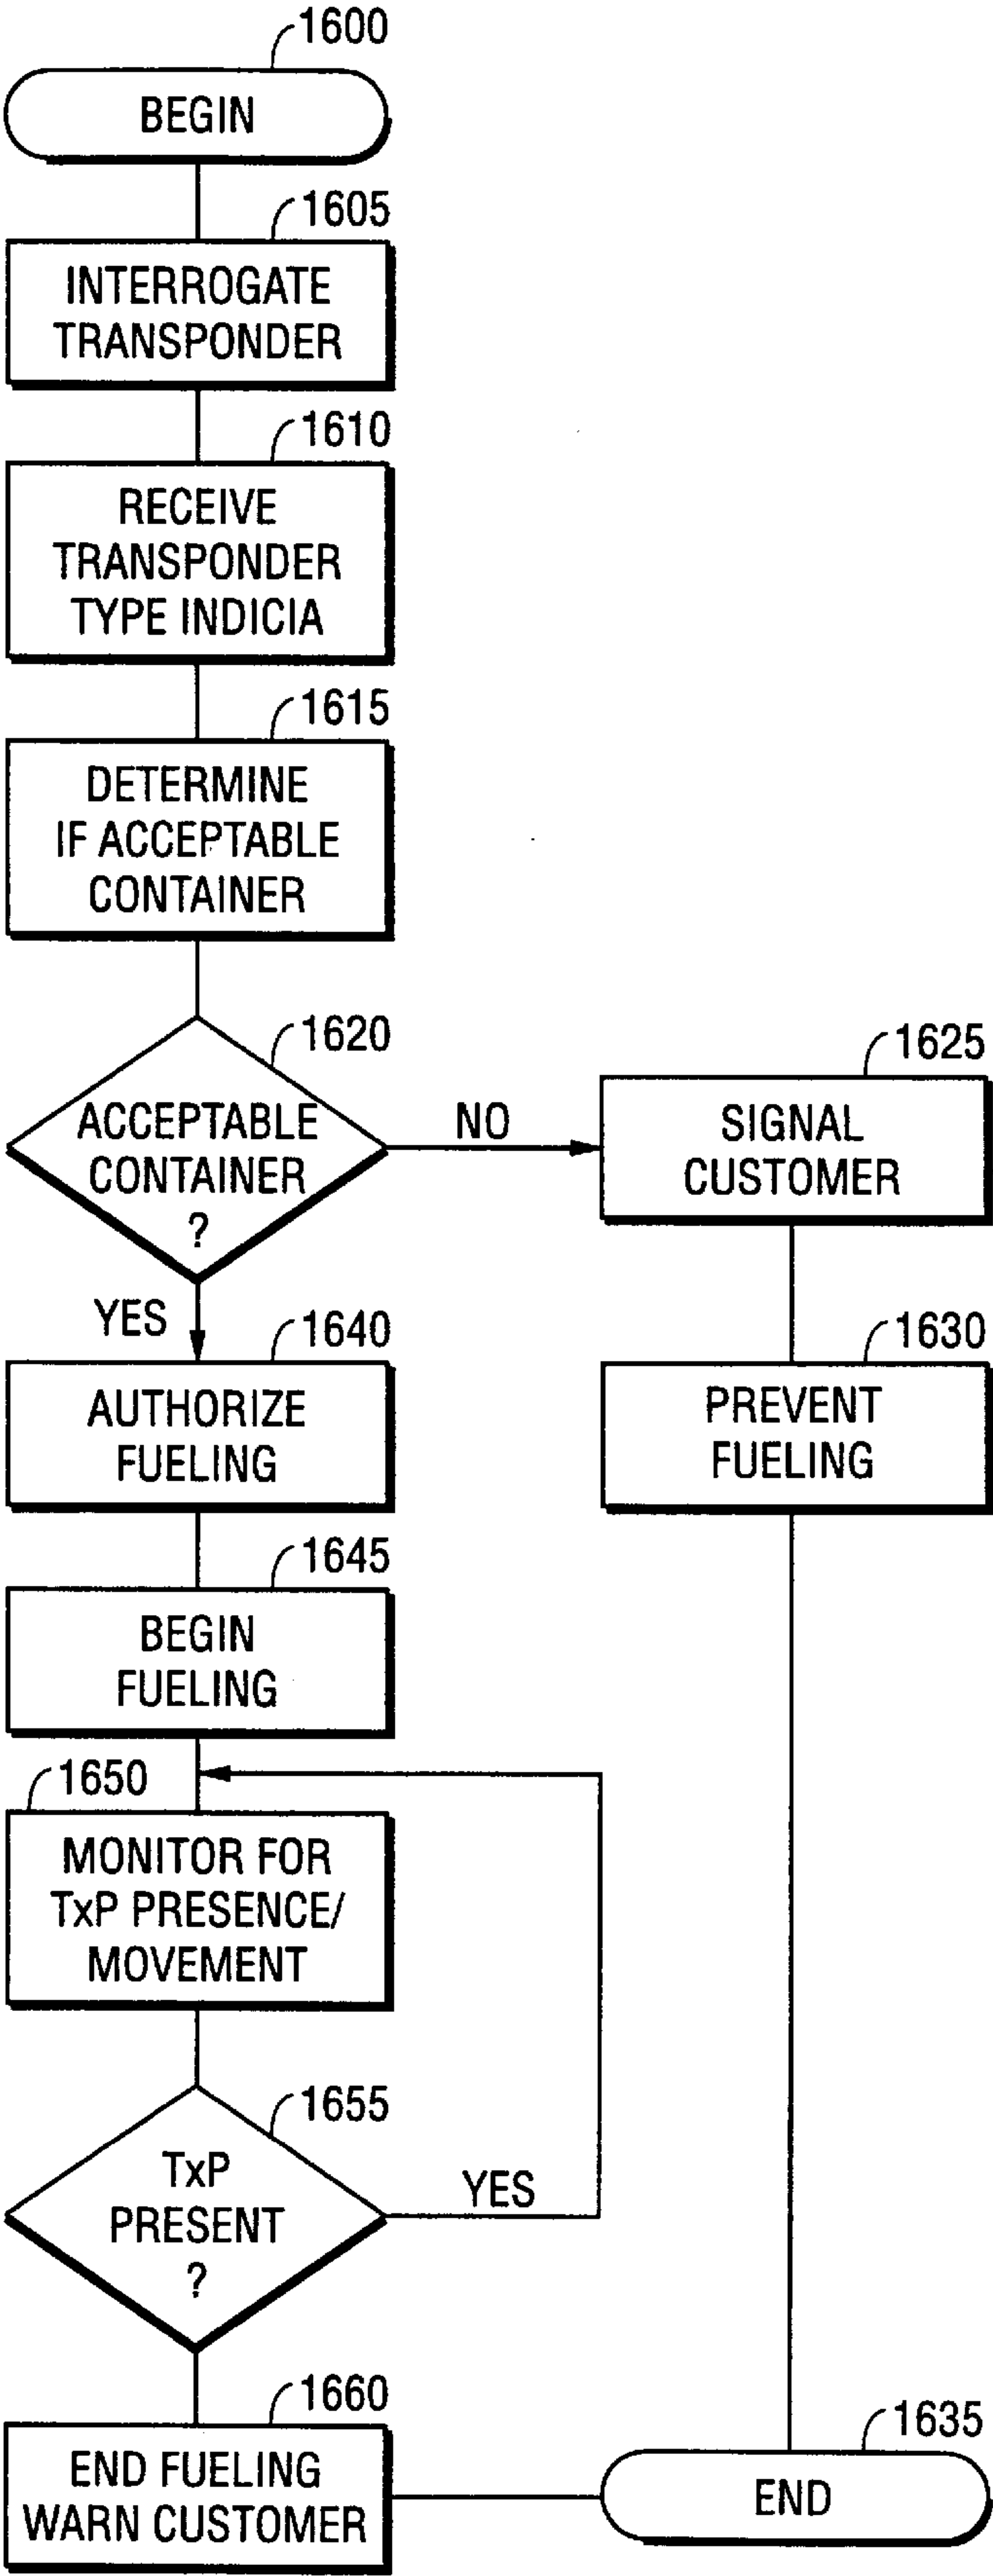 1600
BEGIN
1605
INTERROGATE
TRANSPONDER
1610
RECEIVE
TRANSPONDER
TYPE INDICIA
1615
DETERMINE
IF ACCEPTABLE
CONTAINER
1620
ACCEPTABLE
CONTAINER
?
NO
1625
SIGNAL
CUSTOMER
1630
PREVENT
FUELING
YES
1640
AUTHORIZE
FUELING
1645
BEGIN
FUELING
1650
MONITOR FOR
TxP PRESENCE/
MOVEMENT
1655
TxP
PRESENT
?
YES
1660
END FUELING
WARN CUSTOMER
1635
END